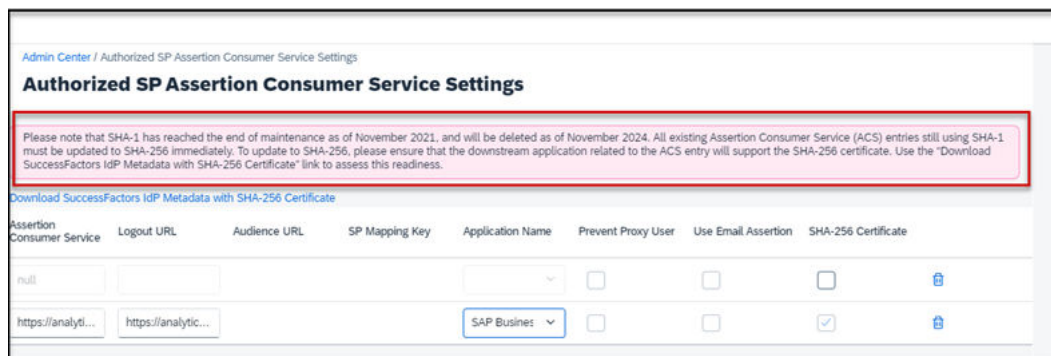 Admin Center / Authorized SP Assertion Consumer Service Settings
Authorized SP Assertion Consumer Service Settings
Please note that SHA-1 has reached the end of maintenance as of November 2021, and will be deleted as of November 2024. All existing Assertion Consumer Service (ACS) entries still using SHA-1
must be updated to SHA-256 immediately. To update to SHA-256, please ensure that the downstream application related to the ACS entry will support the SHA-256 certificate. Use the "Download
SuccessFactors IdP Metadata with SHA-256 Certificate" link to assess this readiness.
Download SuccessFactors IdP Metadata with SHA-256 Certificate
Assertion
Consumer Service Logout URL Audience URL SP Mapping Key Application Name Prevent Proxy User Use Email Assertion SHA-256 Certificate
null
https://analyti... https://analytic... SAP Busines